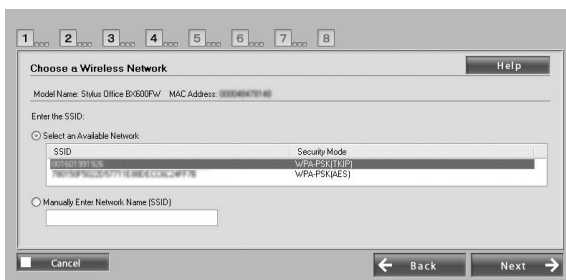 1 2 3 4 5 6 7 8
Choose a Wireless Network
Help
Model Name: Stylus Office BX600FW MAC Address:
Enter the SSID:
Select an Available Network
SSID Security Mode
WPA-PSK(TKIP)
WPA-PSK(AES)
Manually Enter Network Name (SSID)
Cancel
Back
Next